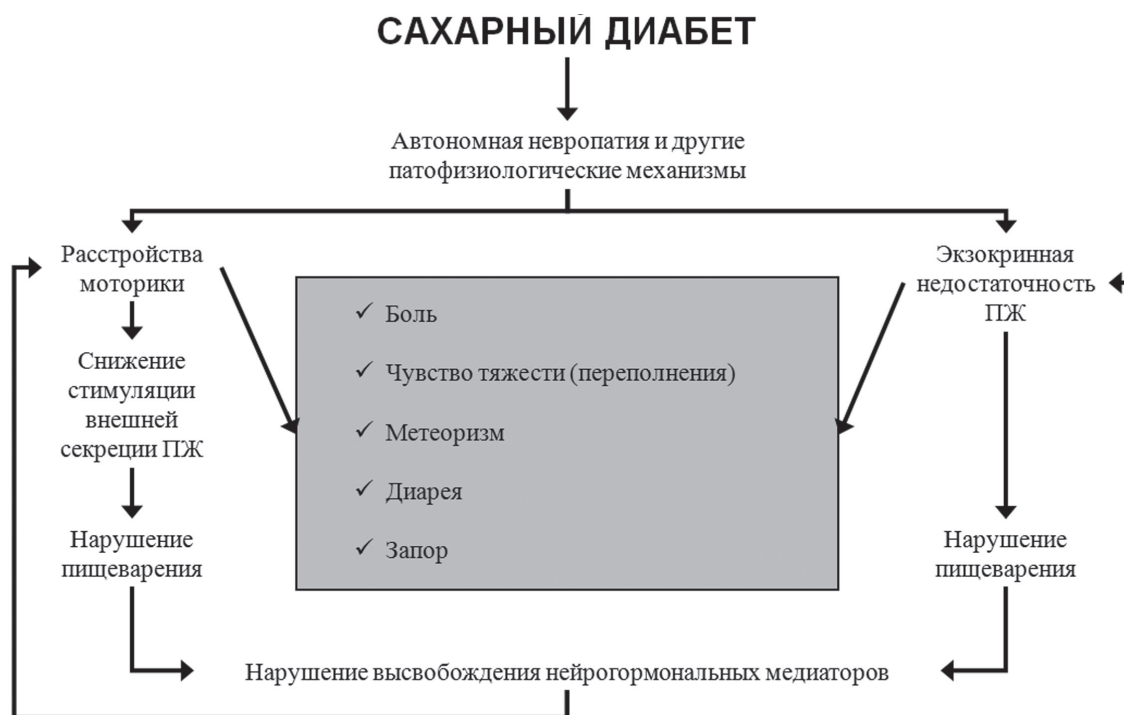 САХАРНЫЙ ДИАБЕТ
Автономная невропатия и другие
патофизиологические механизмы
Расстройства
моторики
Экзокринная
недостаточность
ПЖ
✓ Боль
✓ Чувство тяжести (переполнения)
✓ Метеоризм
✓ Диарея
✓ Запор
Снижение
стимуляции
внешней
секреции ПЖ
Нарушение
пищеварения
Нарушение
пищеварения
Нарушение высвобождения нейрогормональных медиаторов